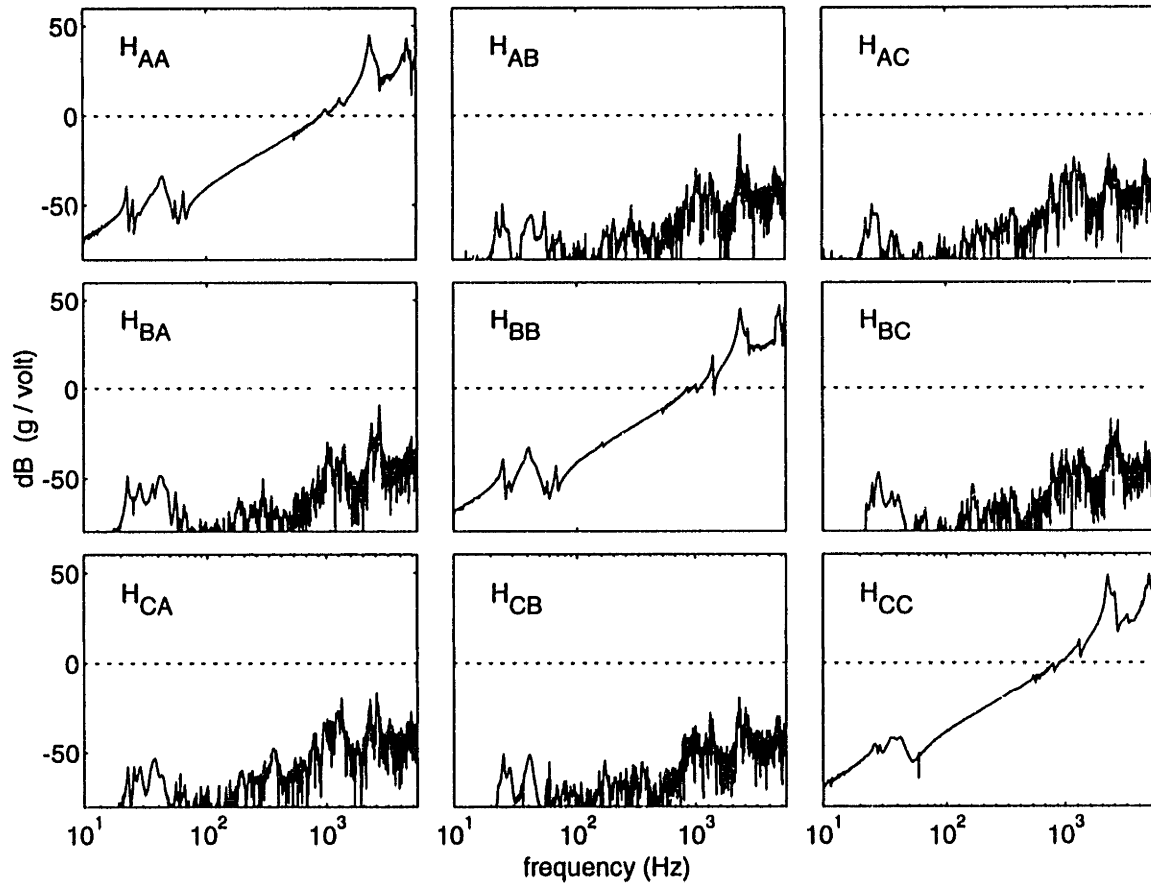 60
0
-50
H_AA
H_AB
H_AC
50
0
-50
H_BA
H_BB
H_BC
dB (g / volt)
50
0
-50
H_CA
H_CB
H_CC
10^1 10^2 10^3 10^1 10^2 10^3 10^1 10^2 10^3
frequency (Hz)